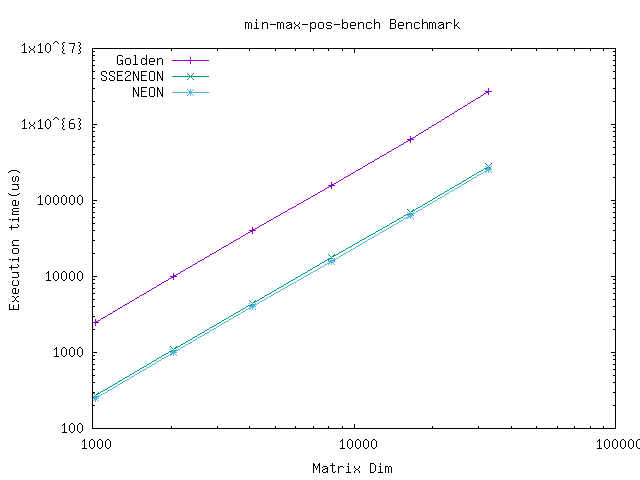 min-max-pos-bench Benchmark
1x10^{7}
Golden
SSE2NEON
NEON
1x10^{6}
100000
10000
1000
100
Execution time(us)
1000
10000
100000
Matrix Dim